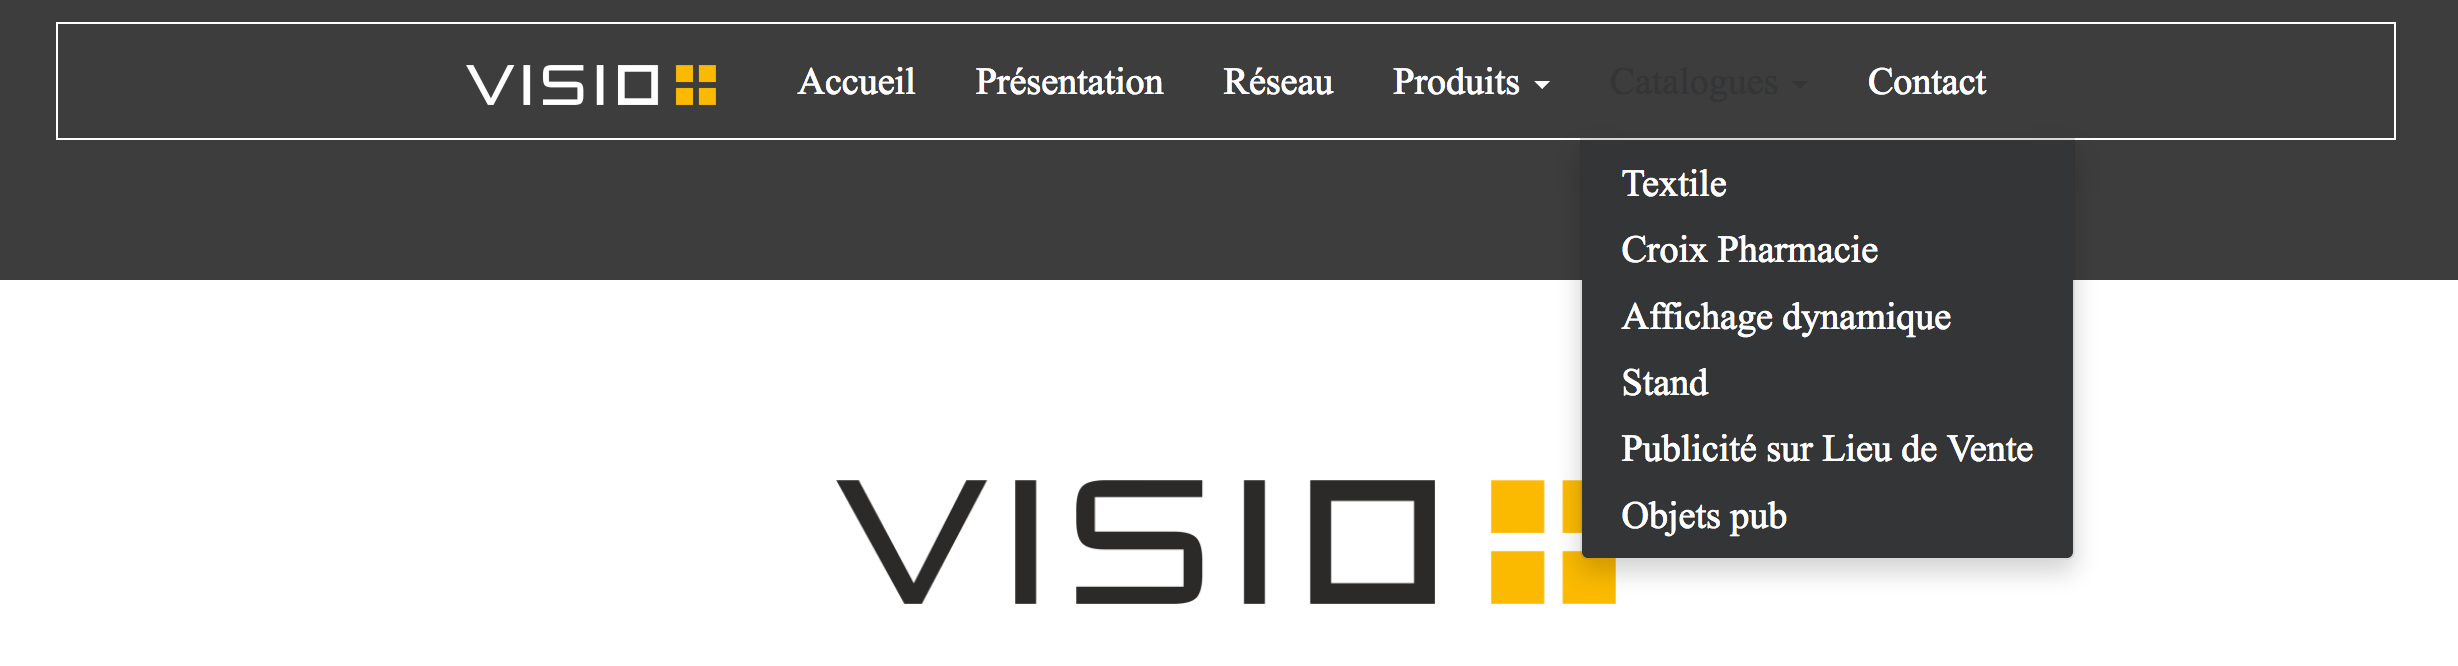 VISIO Accueil Présentation Réseau Produits Catalogues Contact
Textile
Croix Pharmacie
Affichage dynamique
Stand
Publicité sur Lieu de Vente
Objets pub
VISIO